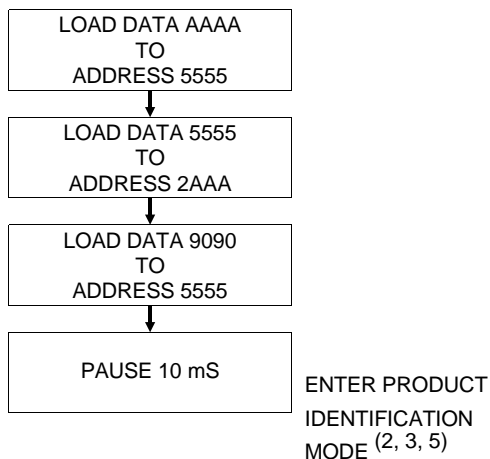 LOAD DATA AAAA
TO
ADDRESS 5555
LOAD DATA 5555
TO
ADDRESS 2AAA
LOAD DATA 9090
TO
ADDRESS 5555
PAUSE 10 mS
ENTER PRODUCT
IDENTIFICATION
MODE (2, 3, 5)